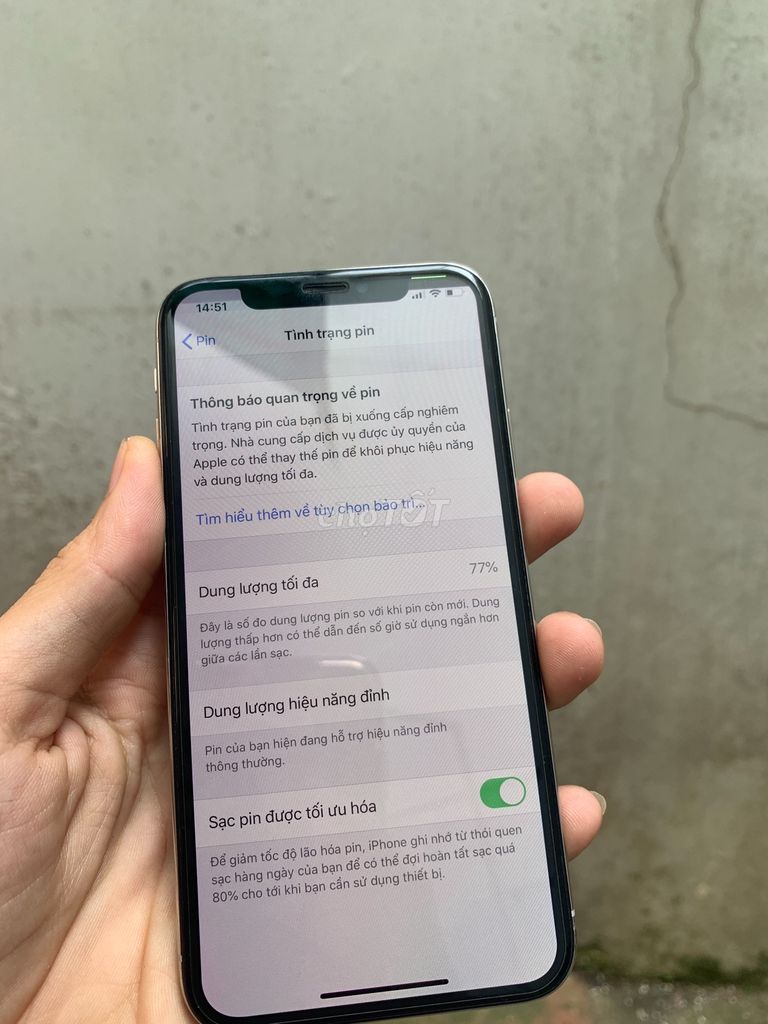 14:51
Pin
Tình trạng pin
Thông báo quan trọng về pin
Tình trạng pin của bạn đã bị xuống cấp nghiêm
trọng. Nhà cung cấp dịch vụ được ủy quyền của
Apple có thể thay thế pin để khôi phục hiệu năng
và dung lượng tối đa.
Tìm hiểu thêm về tùy chọn bảo trì...
chợTỐT
Dung lượng tối đa 77%
Đây là số đo dung lượng pin so với khi pin còn mới. Dung
lượng thấp hơn có thể dẫn đến số giờ sử dụng ngắn hơn
giữa các lần sạc.
Dung lượng hiệu năng đỉnh
Pin của bạn hiện đang hỗ trợ hiệu năng đỉnh
thông thường.
Sạc pin được tối ưu hóa
Để giảm tốc độ lão hóa pin, iPhone ghi nhớ từ thói quen
sạc hàng ngày của bạn để có thể đợi hoàn tất sạc quá
80% cho tới khi bạn cần sử dụng thiết bị.